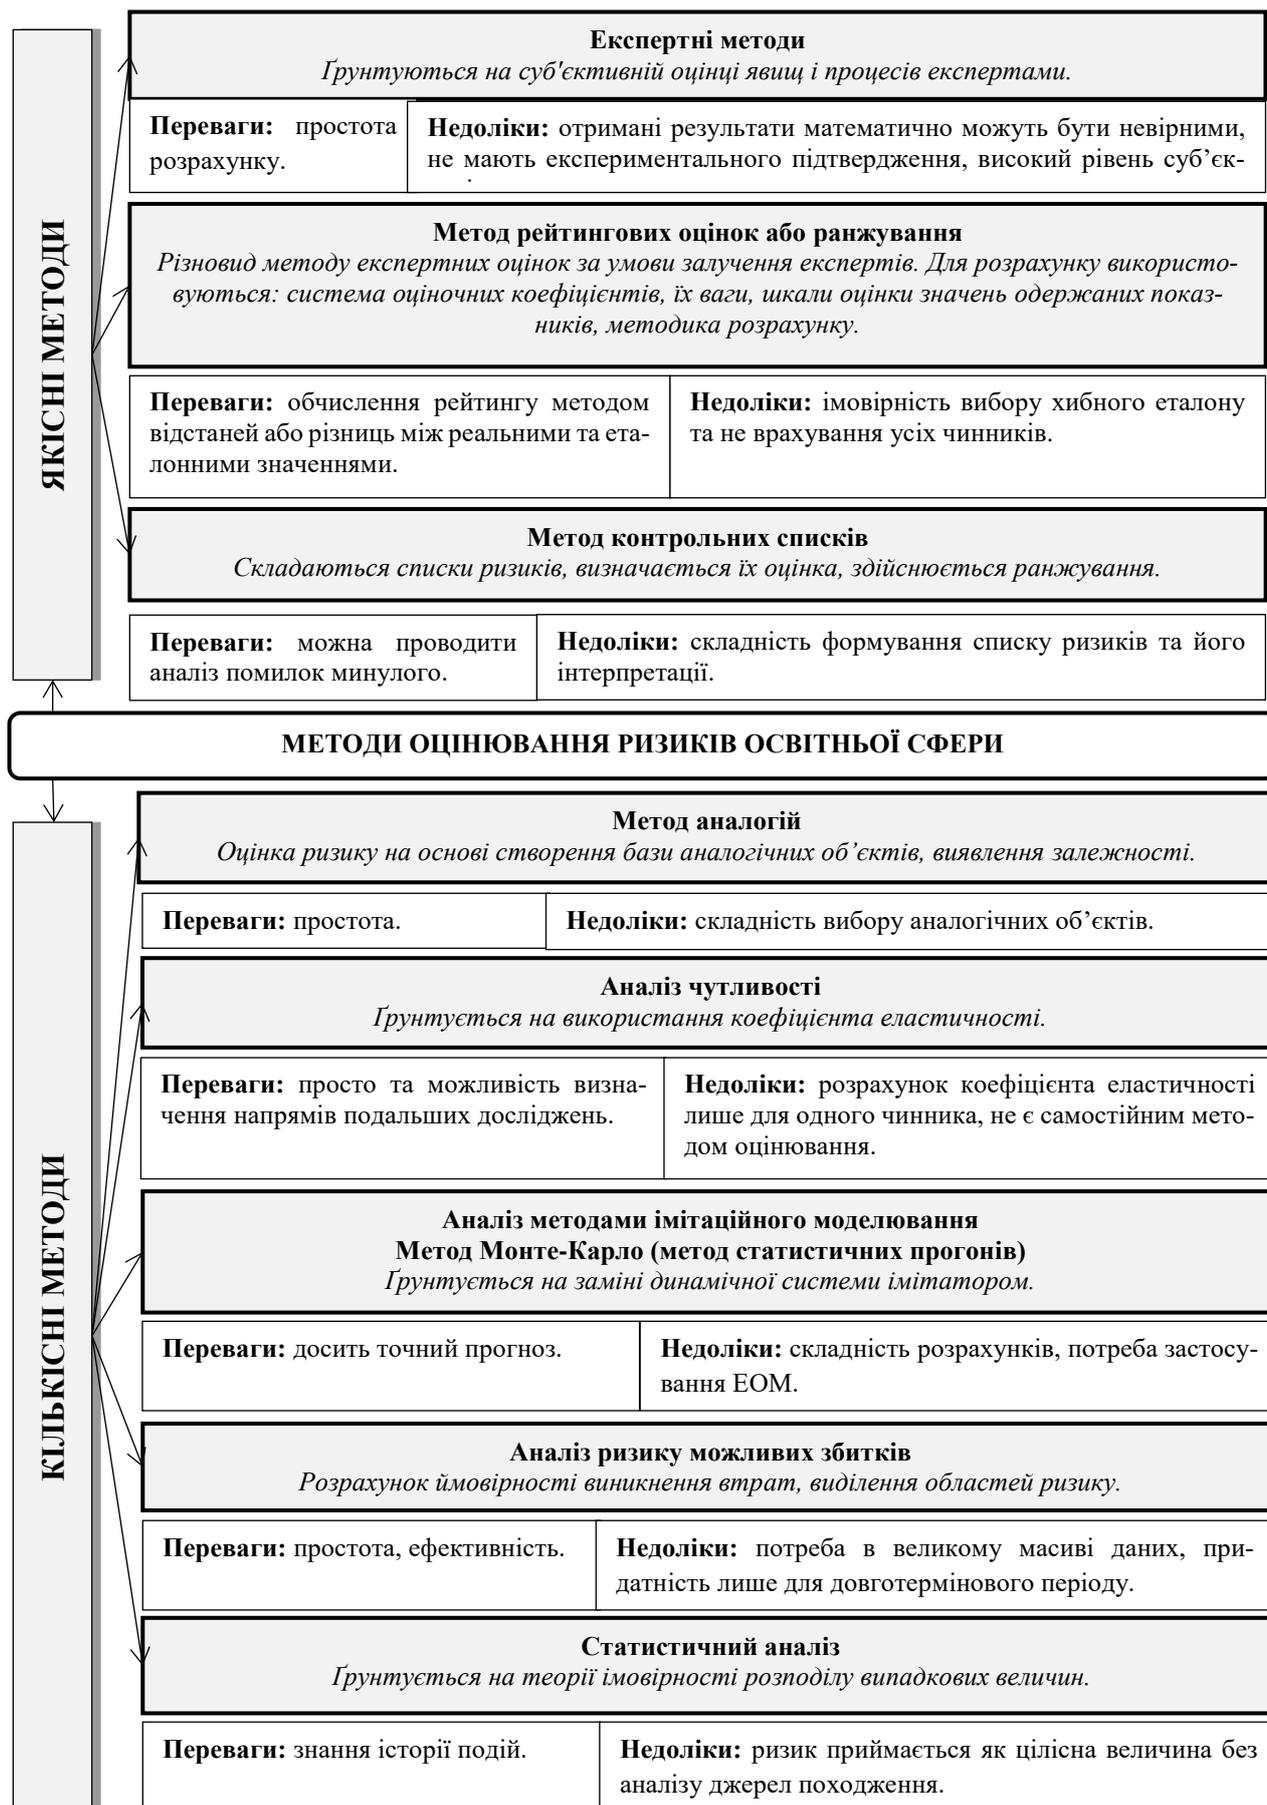 ЯКІСНІ МЕТОДИ
Експертні методи
Ґрунтуються на суб'єктивній оцінці явищ і процесів експертами.
Переваги: простота
розрахунку.
Недоліки: отримані результати математично можуть бути невірними,
не мають експериментального підтвердження, високий рівень суб’єк-
Метод рейтингових оцінок або ранжування
Різновид методу експертних оцінок за умови залучення експертів. Для розрахунку використо-
вуються: система оціночних коефіцієнтів, їх ваги, шкали оцінки значень одержаних показ-
ників, методика розрахунку.
Переваги: обчислення рейтингу методом
відстаней або різниць між реальними та ета-
лонними значеннями.
Недоліки: імовірність вибору хибного еталону
та не врахування усіх чинників.
Метод контрольних списків
Складаються списки ризиків, визначається їх оцінка, здійснюється ранжування.
Переваги: можна проводити
аналіз помилок минулого.
Недоліки: складність формування списку ризиків та його
інтерпретації.
МЕТОДИ ОЦІНЮВАННЯ РИЗИКІВ ОСВІТНЬОЇ СФЕРИ
КІЛЬКІСНІ МЕТОДИ
Метод аналогій
Оцінка ризику на основі створення бази аналогічних об’єктів, виявлення залежності.
Переваги: простота.
Недоліки: складність вибору аналогічних об’єктів.
Аналіз чутливості
Ґрунтується на використання коефіцієнта еластичності.
Переваги: просто та можливість визна-
чення напрямів подальших досліджень.
Недоліки: розрахунок коефіцієнта еластичності
лише для одного чинника, не є самостійним мето-
дом оцінювання.
Аналіз методами імітаційного моделювання
Метод Монте-Карло (метод статистичних прогонів)
Ґрунтується на заміні динамічної системи імітатором.
Переваги: досить точний прогноз.
Недоліки: складність розрахунків, потреба застосу-
вання ЕОМ.
Аналіз ризику можливих збитків
Розрахунок ймовірності виникнення втрат, виділення областей ризику.
Переваги: простота, ефективність.
Недоліки: потреба в великому масиві даних, при-
датність лише для довготермінового періоду.
Статистичний аналіз
Ґрунтується на теорії імовірності розподілу випадкових величин.
Переваги: знання історії подій.
Недоліки: ризик приймається як цілісна величина без
аналізу джерел походження.